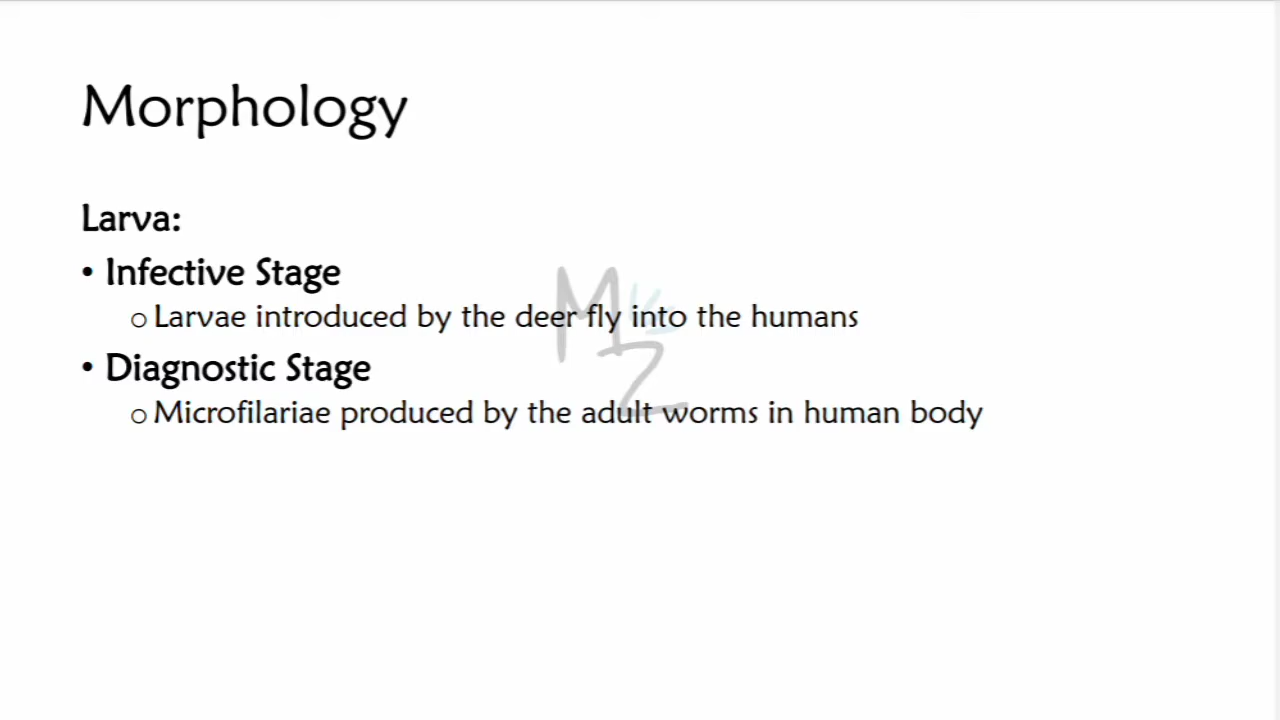 Morphology
Larva:
• Infective Stage
o Larvae introduced by the deer fly into the humans
• Diagnostic Stage
o Microfilariae produced by the adult worms in human body